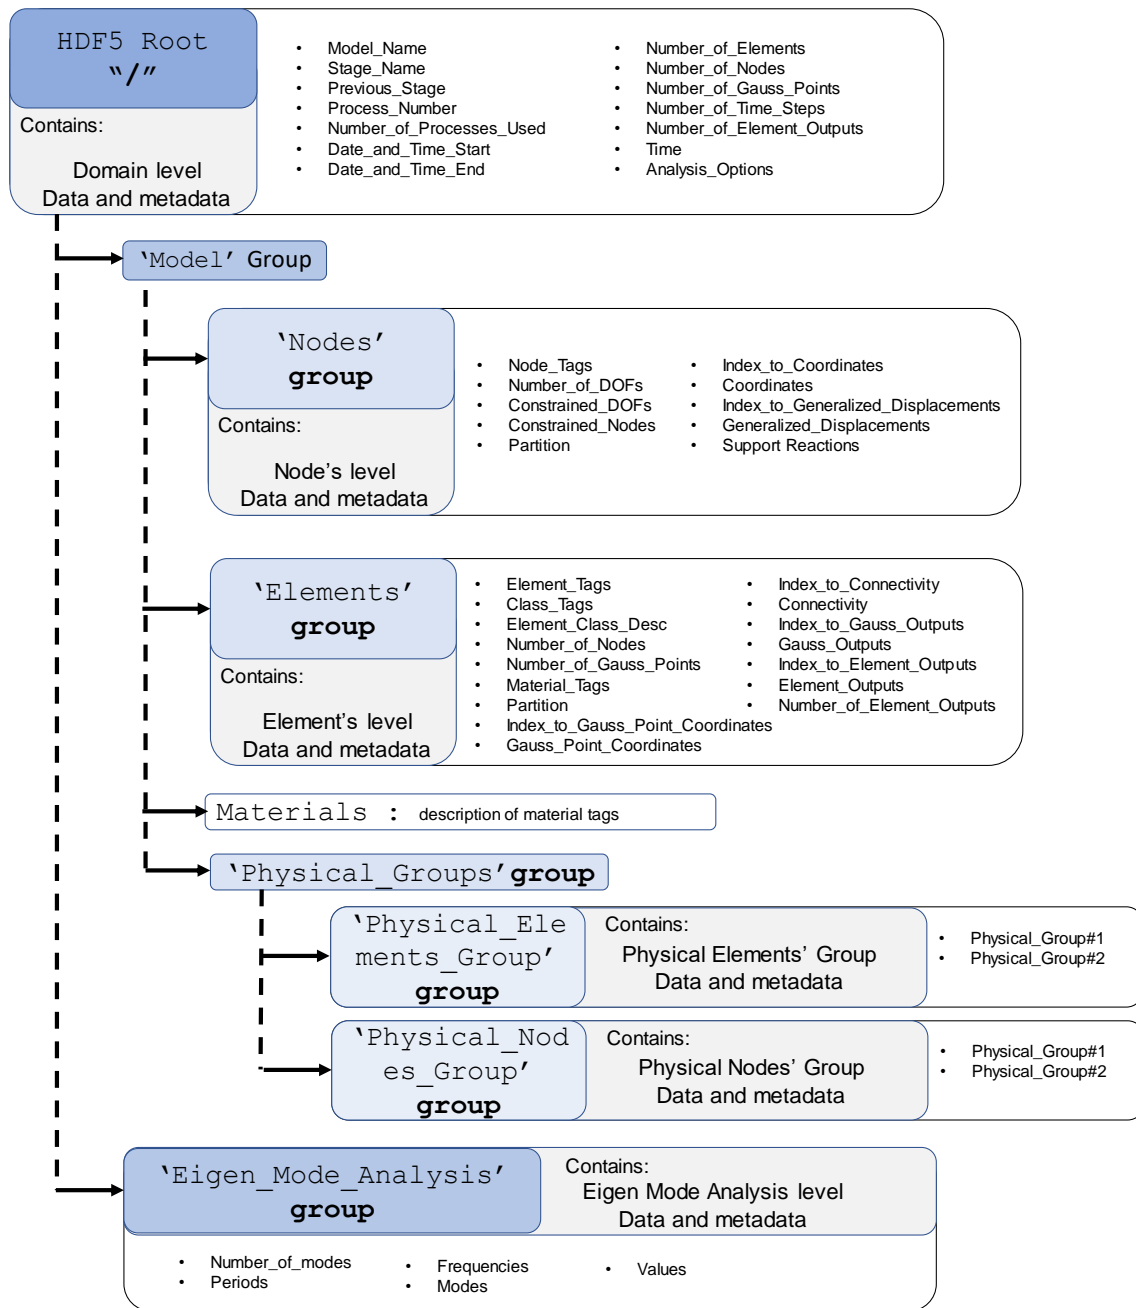 HDF5 Root
“/”
Contains:
Domain level
Data and metadata
• Model_Name
• Stage_Name
• Previous_Stage
• Process_Number
• Number_of_Processes_Used
• Date_and_Time_Start
• Date_and_Time_End
• Number_of_Elements
• Number_of_Nodes
• Number_of_Gauss_Points
• Number_of_Time_Steps
• Number_of_Element_Outputs
• Time
• Analysis_Options
‘Model’ Group
‘Nodes’
group
Contains:
Node’s level
Data and metadata
• Node_Tags
• Number_of_DOFs
• Constrained_DOFs
• Constrained_Nodes
• Partition
• Index_to_Coordinates
• Coordinates
• Index_to_Generalized_Displacements
• Generalized_Displacements
• Support Reactions
‘Elements’
group
Contains:
Element’s level
Data and metadata
• Element_Tags
• Class_Tags
• Element_Class_Desc
• Number_of_Nodes
• Number_of_Gauss_Points
• Material_Tags
• Partition
• Index_to_Gauss_Point_Coordinates
• Gauss_Point_Coordinates
• Index_to_Connectivity
• Connectivity
• Index_to_Gauss_Outputs
• Gauss_Outputs
• Index_to_Element_Outputs
• Element_Outputs
• Number_of_Element_Outputs
Materials : description of material tags
‘Physical_Groups’ group
‘Physical_Ele
ments_Group’
group
Contains:
Physical Elements’ Group
Data and metadata
• Physical_Group#1
• Physical_Group#2
‘Physical_Nod
es_Group’
group
Contains:
Physical Nodes’ Group
Data and metadata
• Physical_Group#1
• Physical_Group#2
‘Eigen_Mode_Analysis’
group
Contains:
Eigen Mode Analysis level
Data and metadata
• Number_of_modes
• Periods
• Frequencies
• Modes
• Values